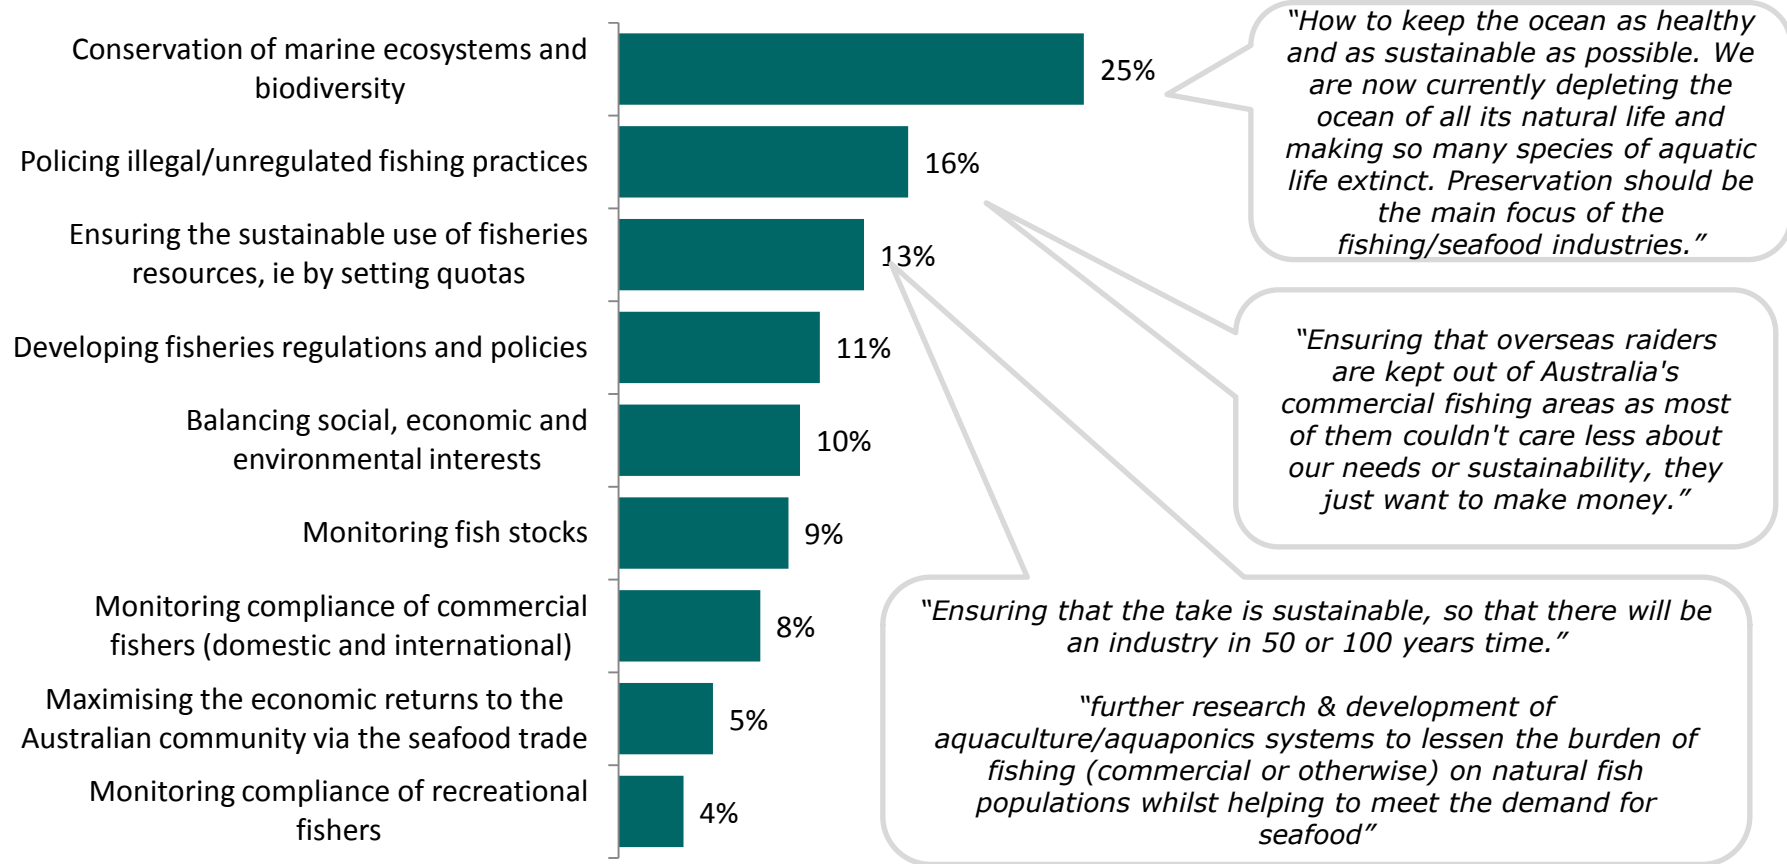 Conservation of marine ecosystems and
biodiversity
25%
Policing illegal/unregulated fishing practices
16%
Ensuring the sustainable use of fisheries
resources, ie by setting quotas
13%
Developing fisheries regulations and policies
11%
Balancing social, economic and
environmental interests
10%
Monitoring fish stocks
9%
Monitoring compliance of commercial
fishers (domestic and international)
8%
Maximising the economic returns to the
Australian community via the seafood trade
5%
Monitoring compliance of recreational
fishers
4%
“How to keep the ocean as healthy
and as sustainable as possible. We
are now currently depleting the
ocean of all its natural life and
making so many species of aquatic
life extinct. Preservation should be
the main focus of the
fishing/seafood industries.”
“Ensuring that overseas raiders
are kept out of Australia's
commercial fishing areas as most
of them couldn't care less about
our needs or sustainability, they
just want to make money.”
“Ensuring that the take is sustainable, so that there will be
an industry in 50 or 100 years time.”
“further research & development of
aquaculture/aquaponics systems to lessen the burden of
fishing (commercial or otherwise) on natural fish
populations whilst helping to meet the demand for
seafood”